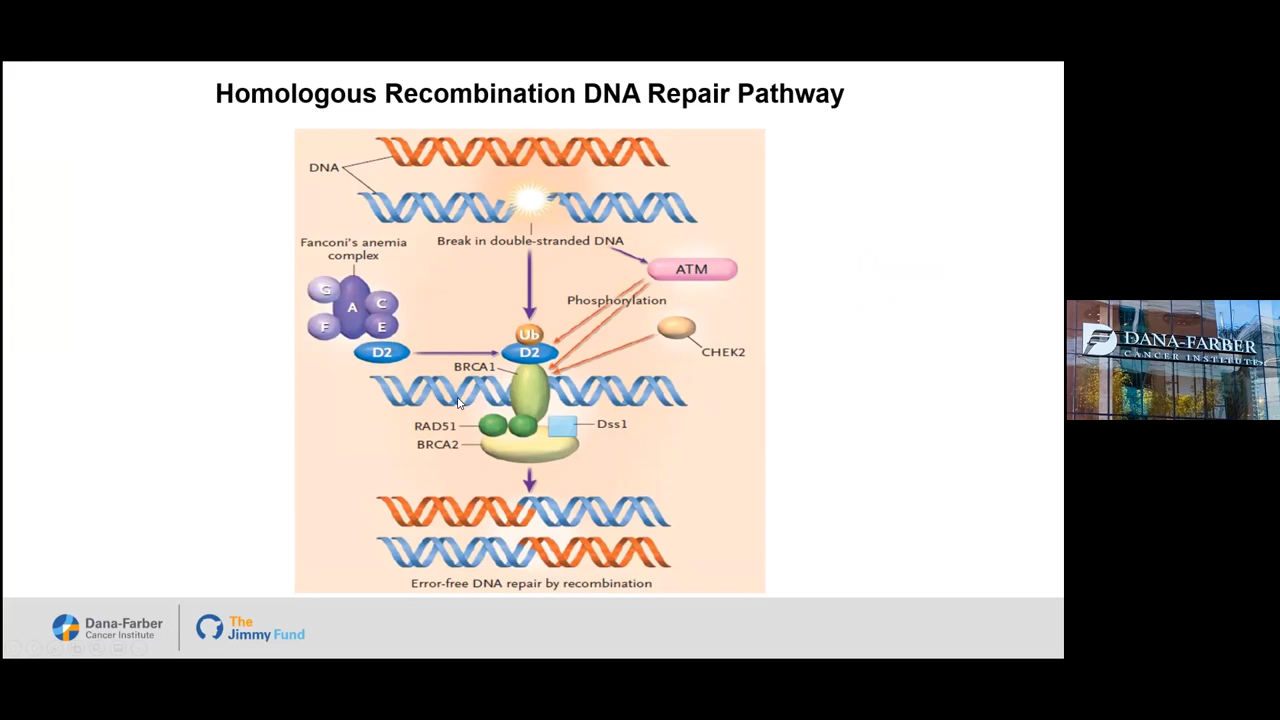 Homologous Recombination DNA Repair Pathway
DNA
Fanconi's anemia
complex
Break in double-stranded DNA
ATM
G
A
C
F
E
Phosphorylation
Ub
D2
D2
CHEK2
BRCA1
RAD51
Dss1
BRCA2
Error-free DNA repair by recombination
Dana-Farber
Cancer Institute
The
Jimmy Fund
DANA-FARBER
CANCER INSTITUTE